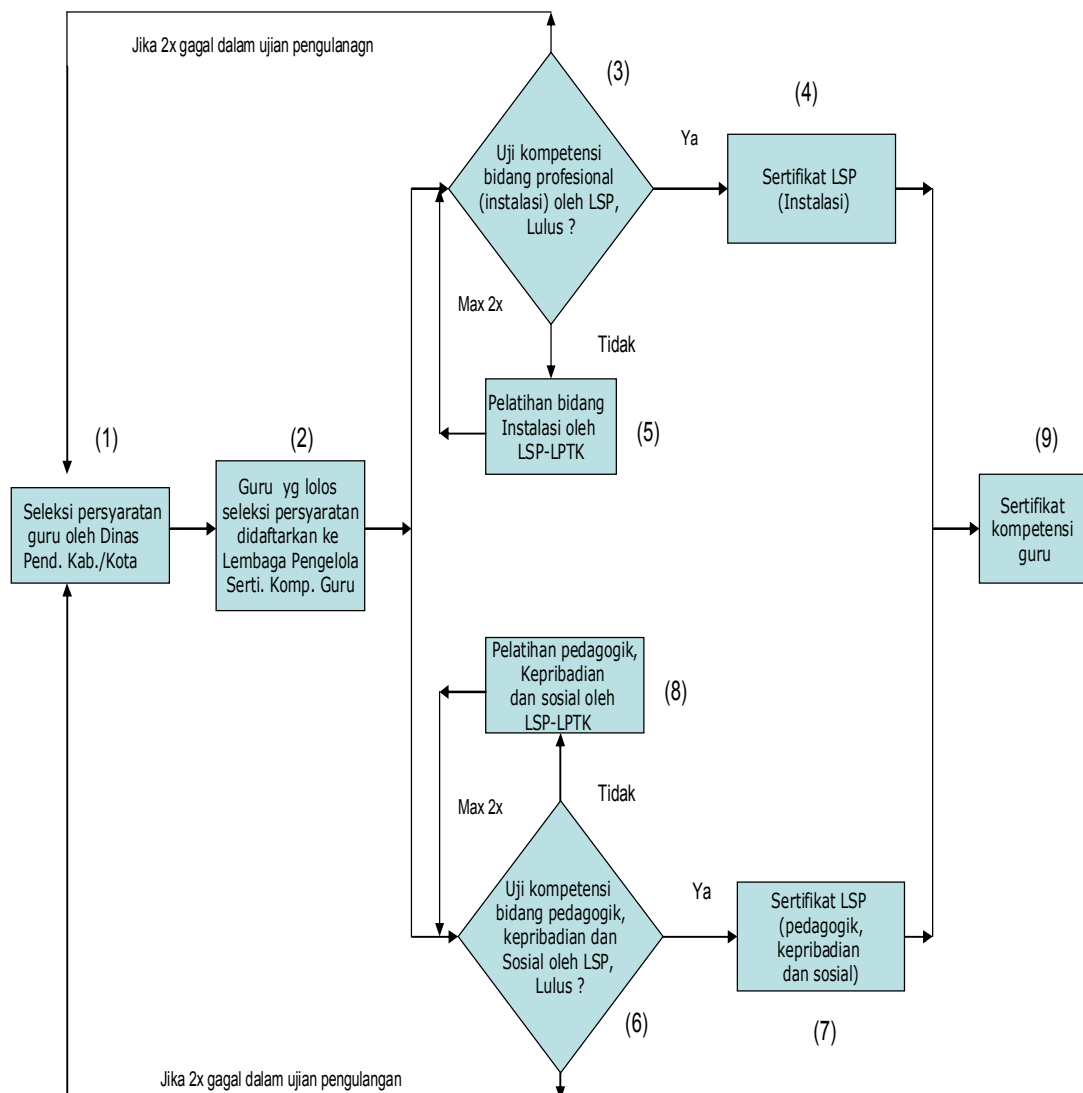 Jika 2x gagal dalam ujian pengulanagn
(3)
(4)
Uji kompetensi
bidang profesional
(instalasi) oleh LSP,
Lulus ?
Ya
Sertifikat LSP
(Instalasi)
Max 2x
Tidak
Pelatihan bidang
Instalasi oleh
LSP-LPTK
(5)
(1)
Seleksi persyaratan
guru oleh Dinas
Pend. Kab./Kota
(2)
Guru yg lolos
seleksi persyaratan
didaftarkan ke
Lembaga Pengelola
Serti. Komp. Guru
(9)
Sertifikat
kompetensi
guru
Pelatihan pedagogik,
Kepribadian
dan sosial oleh
LSP-LPTK
(8)
Max 2x
Tidak
Uji kompetensi
bidang pedagogik,
kepribadian dan
Sosial oleh LSP,
Lulus ?
(6)
Ya
Sertifikat LSP
(pedagogik,
kepribadian
dan sosial)
(7)
Jika 2x gagal dalam ujian pengulangan